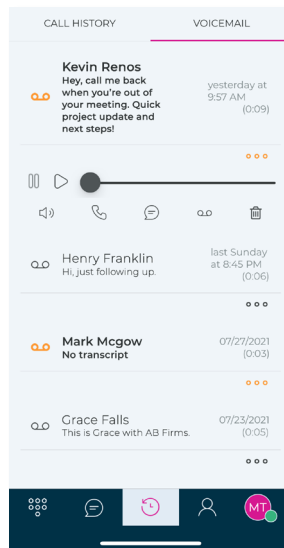 CALL HISTORY
VOICEMAIL
Kevin Renos
Hey, call me back
when you're out of
your meeting. Quick
project update and
next steps!
yesterday at
9:57 AM
(0:09)
Henry Franklin
Hi, just following up.
last Sunday
at 8:45 PM
(0:06)
Mark Mcgow
No transcript
07/27/2021
(0:03)
Grace Falls
This is Grace with AB Firms.
07/23/2021
(0:05)
MT